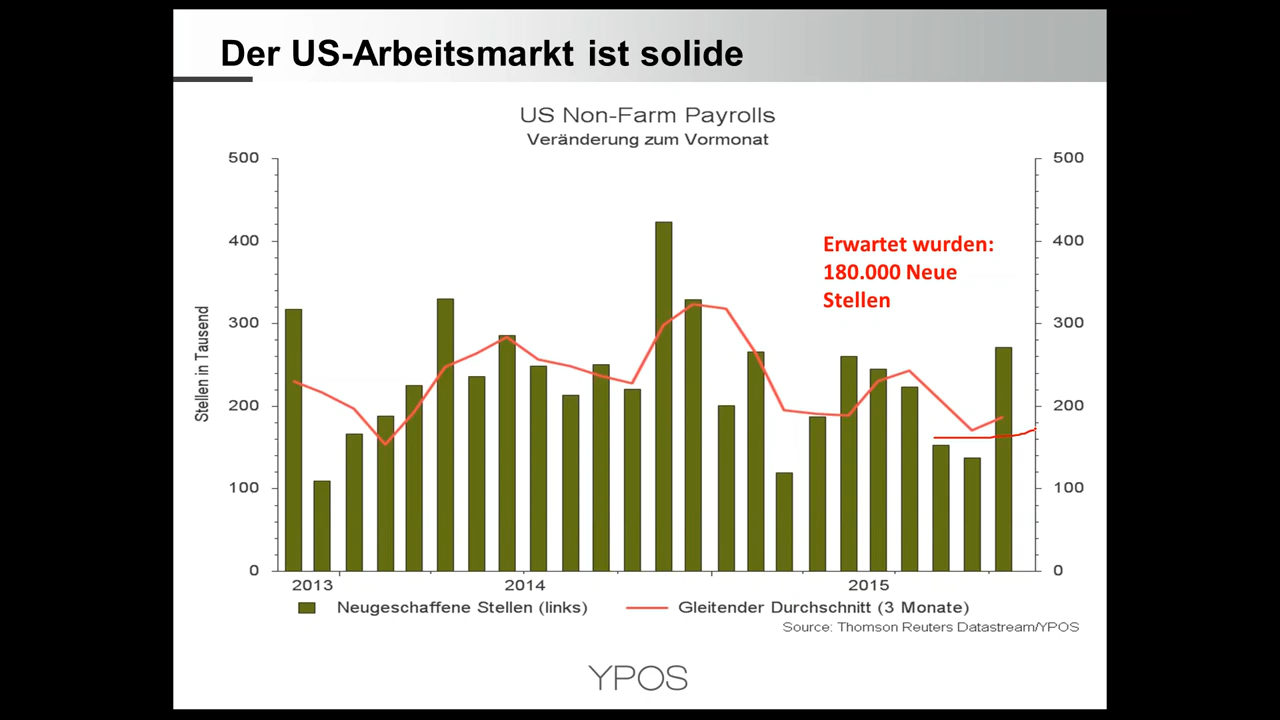 Der US-Arbeitsmarkt ist solide
US Non-Farm Payrolls
Veränderung zum Vormonat
500
500
400
400
Erwartet wurden:
180.000 Neue
Stellen
300
300
Stellen in Tausend
200
200
100
100
0
0
2013
2014
2015
Neugeschaffene Stellen (links)
Gleitender Durchschnitt (3 Monate)
Source: Thomson Reuters Datastream/YPOS
YPOS